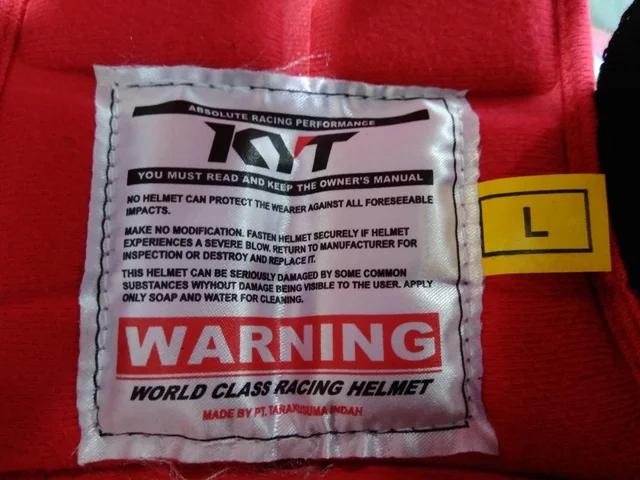 ABSOLUTE RACING PERFORMANCE
KYT
YOU MUST READ AND KEEP THE OWNER'S MANUAL
NO HELMET CAN PROTECT THE WEARER AGAINST ALL FORESEEABLE
IMPACTS.
MAKE NO MODIFICATION. FASTEN HELMET SECURELY IF HELMET
EXPERIENCES A SEVERE BLOW. RETURN TO MANUFACTURER FOR
INSPECTION OR DESTROY AND REPLACE IT.
THIS HELMET CAN BE SERIOUSLY DAMAGED BY SOME COMMON
SUBSTANCES WIYHOUT DAMAGE BEING VISIBLE TO THE USER. APPLY
ONLY SOAP AND WATER FOR CLEANING.
WARNING
WORLD CLASS RACING HELMET
MADE BY PT. TARAKUSUMA INDAH
L